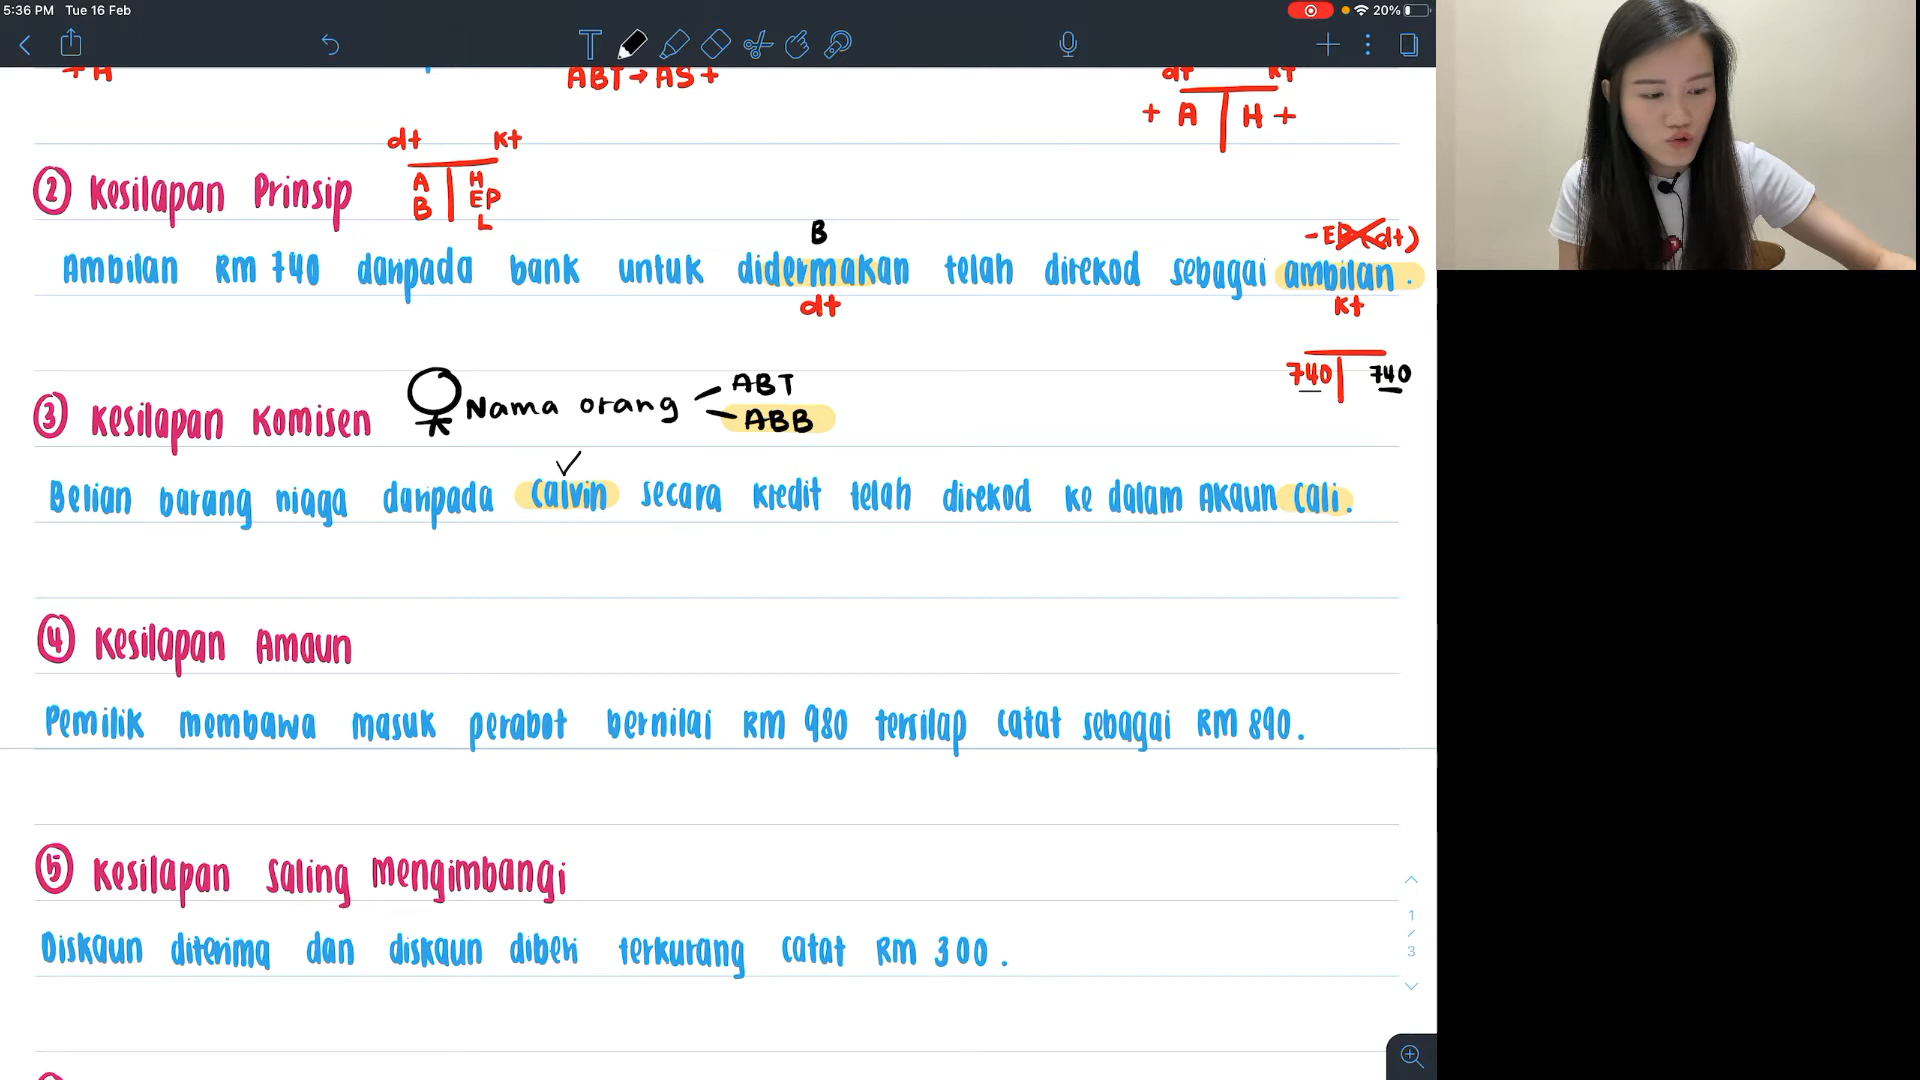 5:36 PM Tue 16 Feb
20%
+ A
ABT → AS +
dt kt
+ A H +
dt kt
② Kesilapan Prinsip
A H
B EP
L
B
Ambilan RM 740 daripada bank untuk didermakan telah direkod sebagai ambilan.
dt
kt
740 740
③ Kesilapan Komisen
Nama orang
ABT
ABB
Belian barang niaga daripada Calvin secara kredit telah direkod ke dalam Akaun Cali.
④ Kesilapan Amaun
Pemilik membawa masuk perabot bernilai RM 980 tersilap catat sebagai RM 890.
⑤ Kesilapan Saling Mengimbangi
Diskaun diterima dan diskaun diberi terkurang catat RM 300.
1
/
3